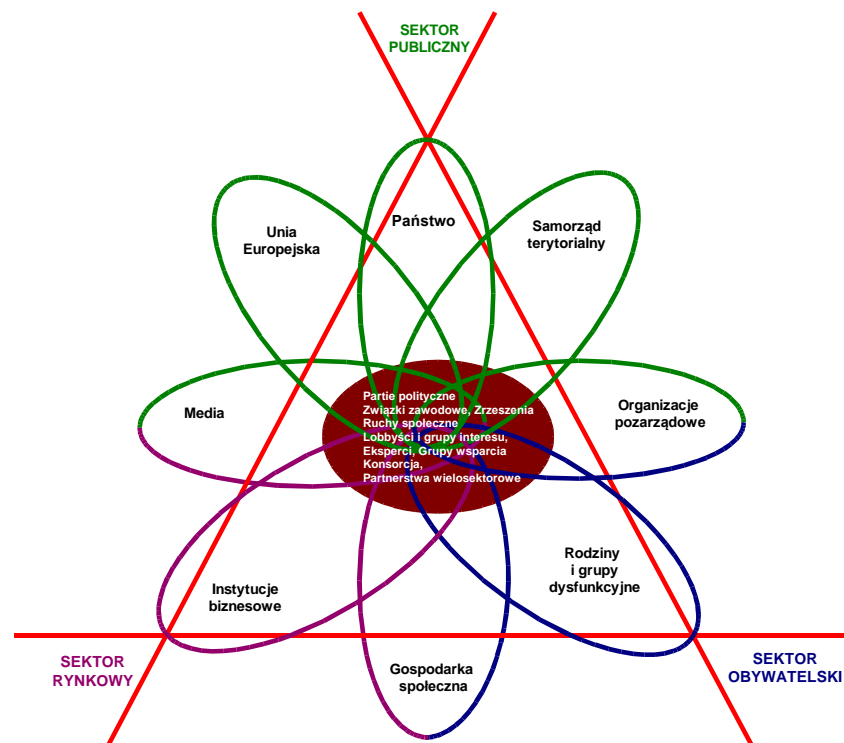 SEKTOR
PUBLICZNY
Państwo
Unia
Europejska
Samorząd
terytorialny
Media
Partie polityczne
Związki zawodowe, Zrzeszenia
Ruchy społeczne
Lobbyści i grupy interesu,
Eksperci, Grupy wsparcia
Konsorcja,
Partnerstwa wielosektorowe
Organizacje
pozarządowe
Instytucje
biznesowe
Rodziny
i grupy
dysfunkcyjne
Gospodarka
społeczna
SEKTOR
RYNKOWY
SEKTOR
OBYWATELSKI